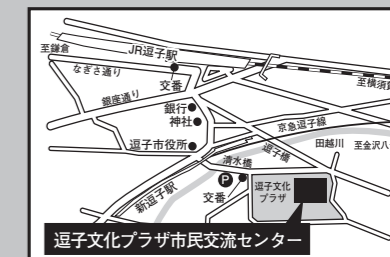 至鎌倉
JR逗子駅
なぎさ通り
交番
至横須
銀座通り
銀行
神社
京急逗子線
逗子市役所
逗子橋
田越川
至金沢八
清水橋
P
新逗子駅
交番
逗子文化
プラザ
逗子文化プラザ市民交流センター